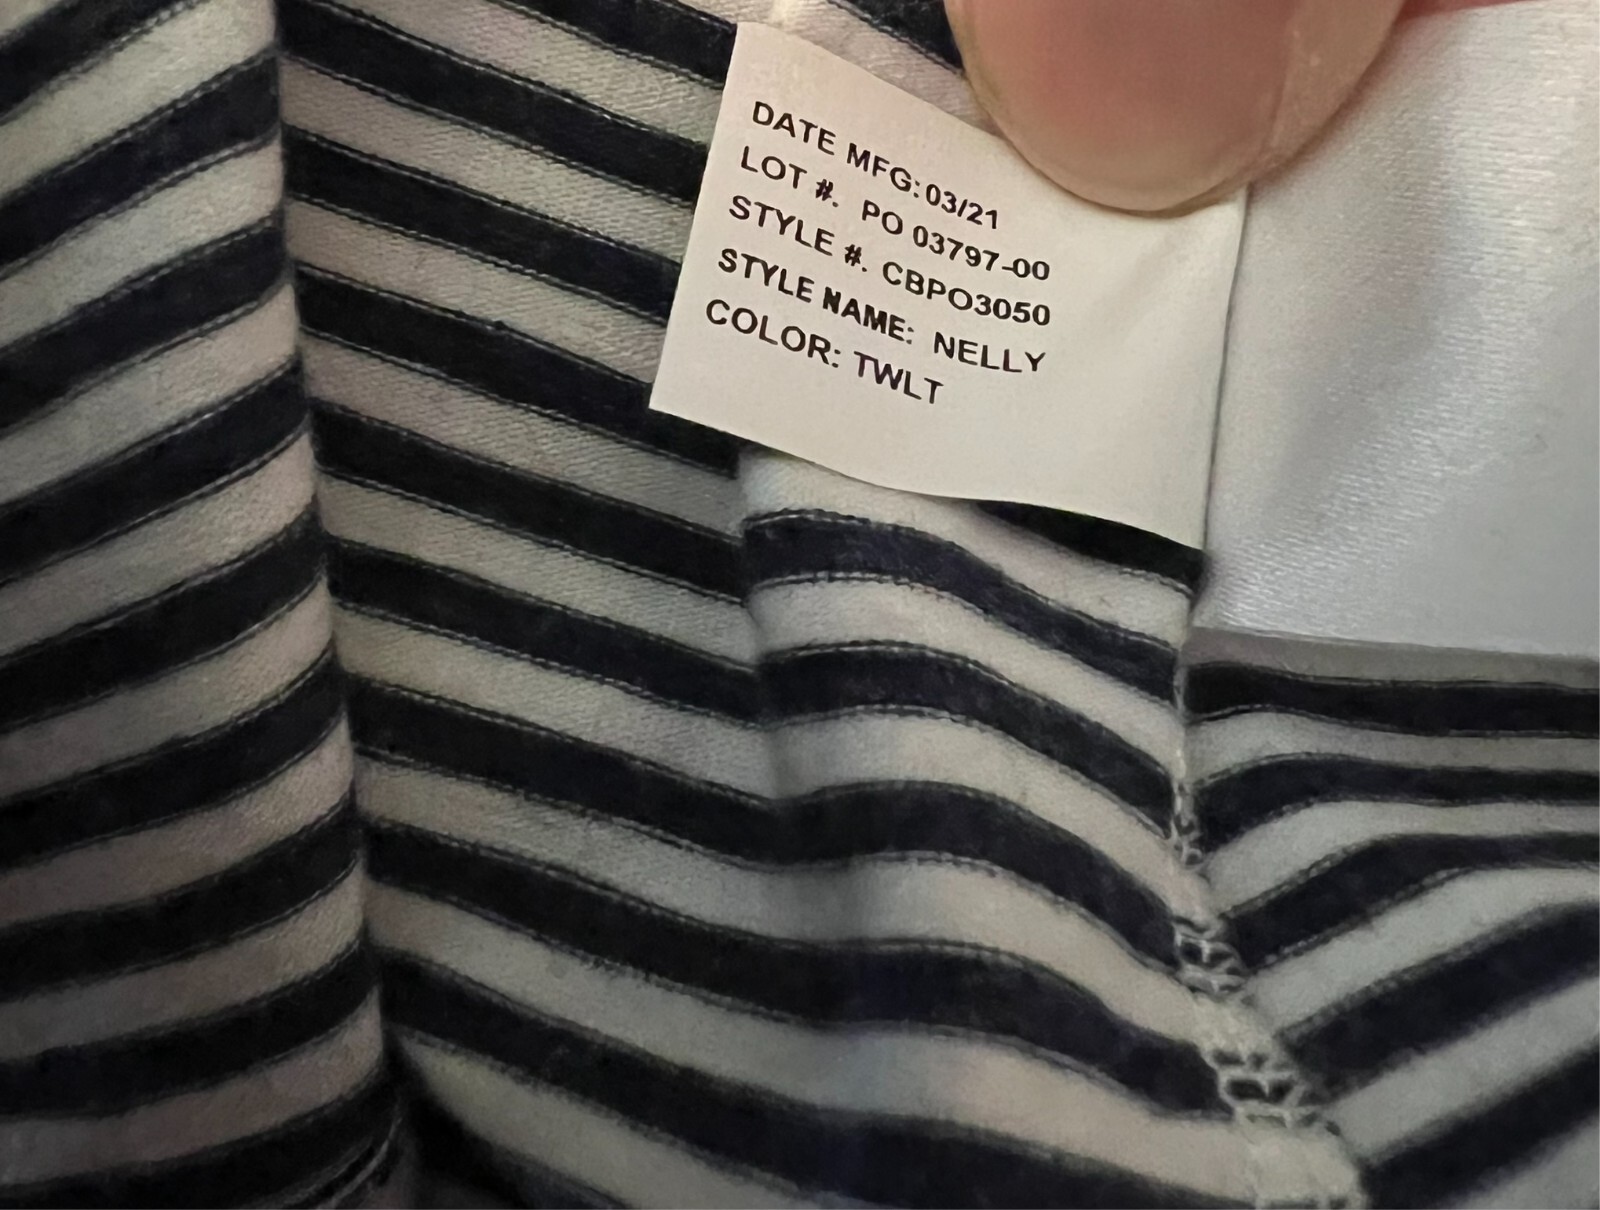 DATE MFG: 03/21
LOT #. PO 03797-00
STYLE #. CBPO3050
STYLE NAME: NELLY
COLOR: TWLT